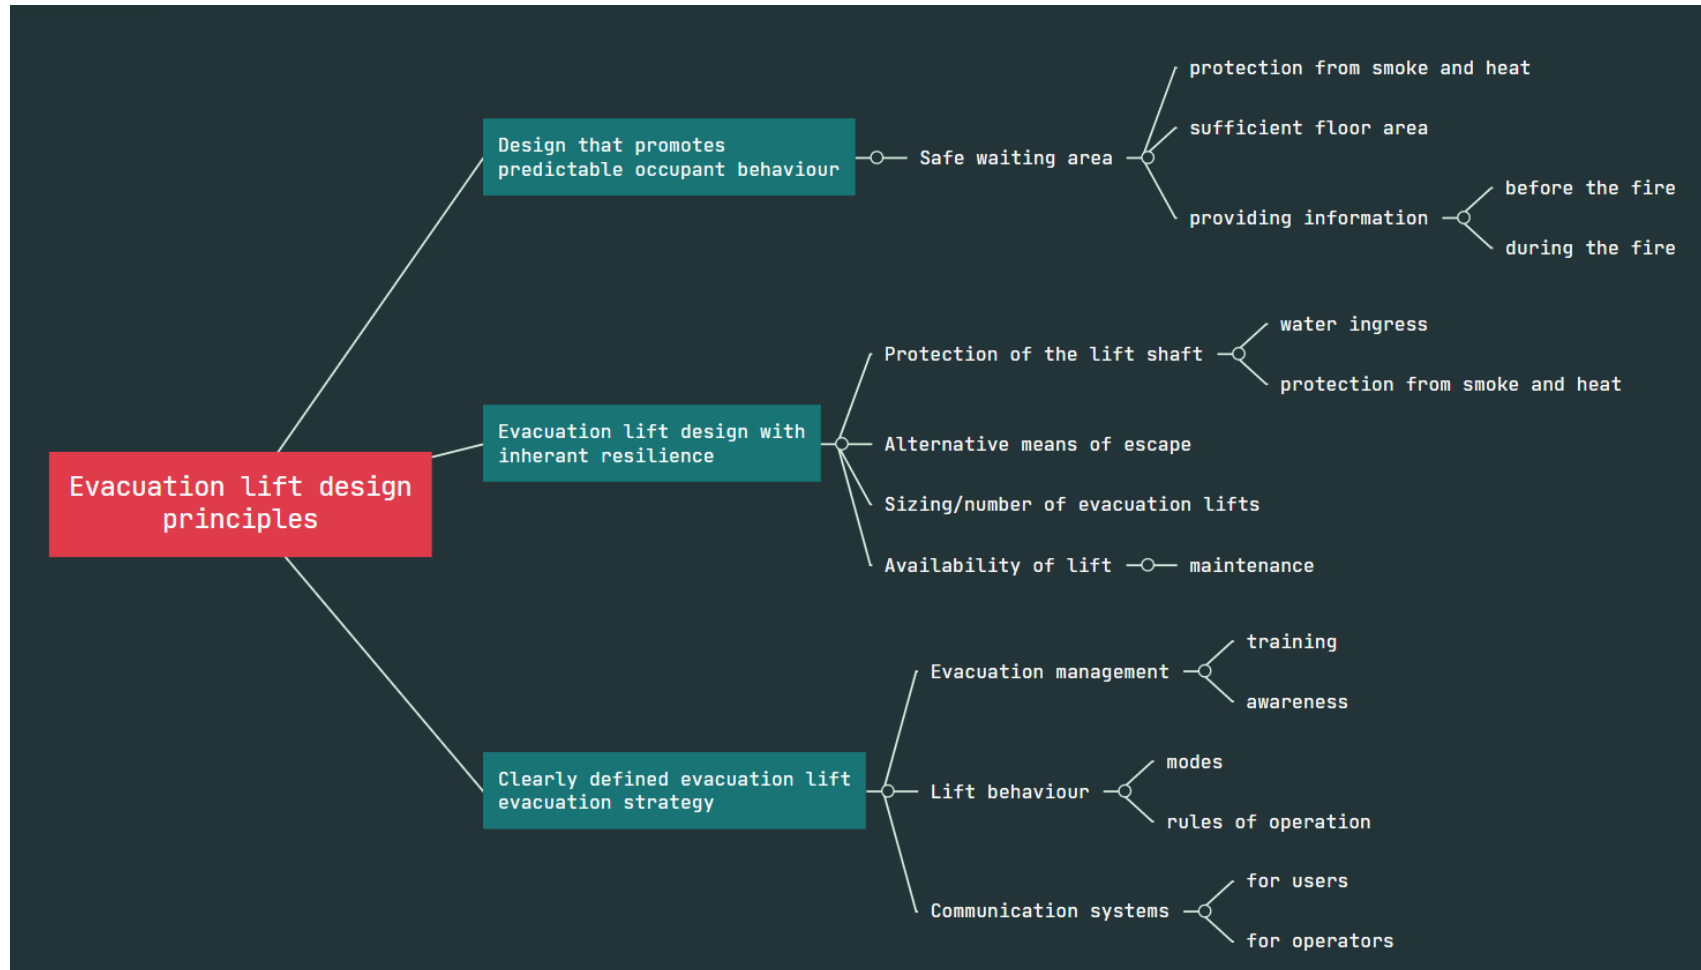 Evacuation lift design
principles
Design that promotes
predictable occupant behaviour
Safe waiting area
protection from smoke and heat
sufficient floor area
providing information
before the fire
during the fire
Evacuation lift design with
inherant resilience
Protection of the lift shaft
water ingress
protection from smoke and heat
Alternative means of escape
Sizing/number of evacuation lifts
Availability of lift
maintenance
Clearly defined evacuation lift
evacuation strategy
Evacuation management
training
awareness
Lift behaviour
modes
rules of operation
Communication systems
for users
for operators